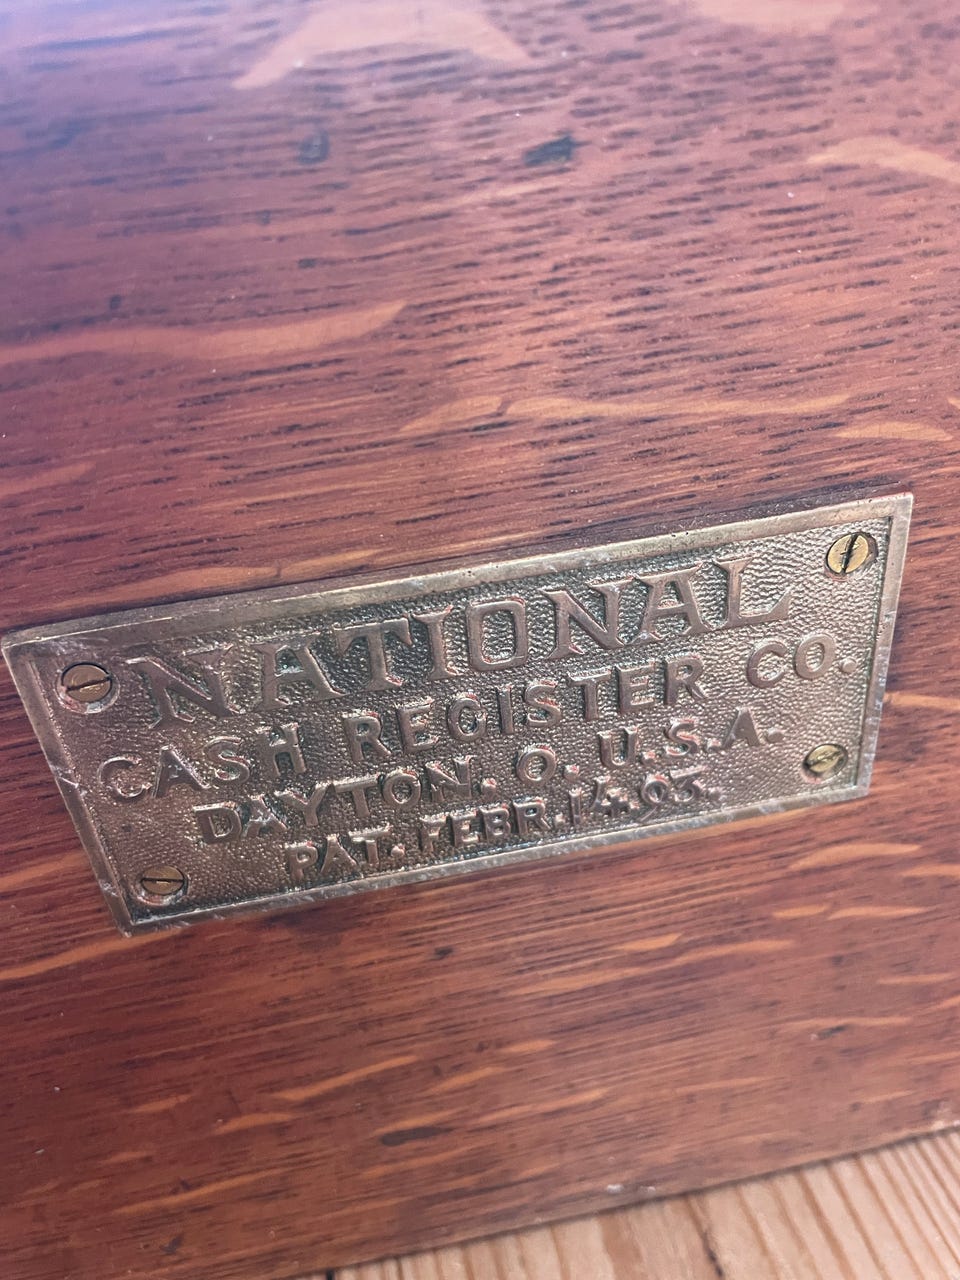 NATIONAL
CASH REGISTER CO.
DAYTON. O. U.S.A.
PAT. FEBR. 14. 93.